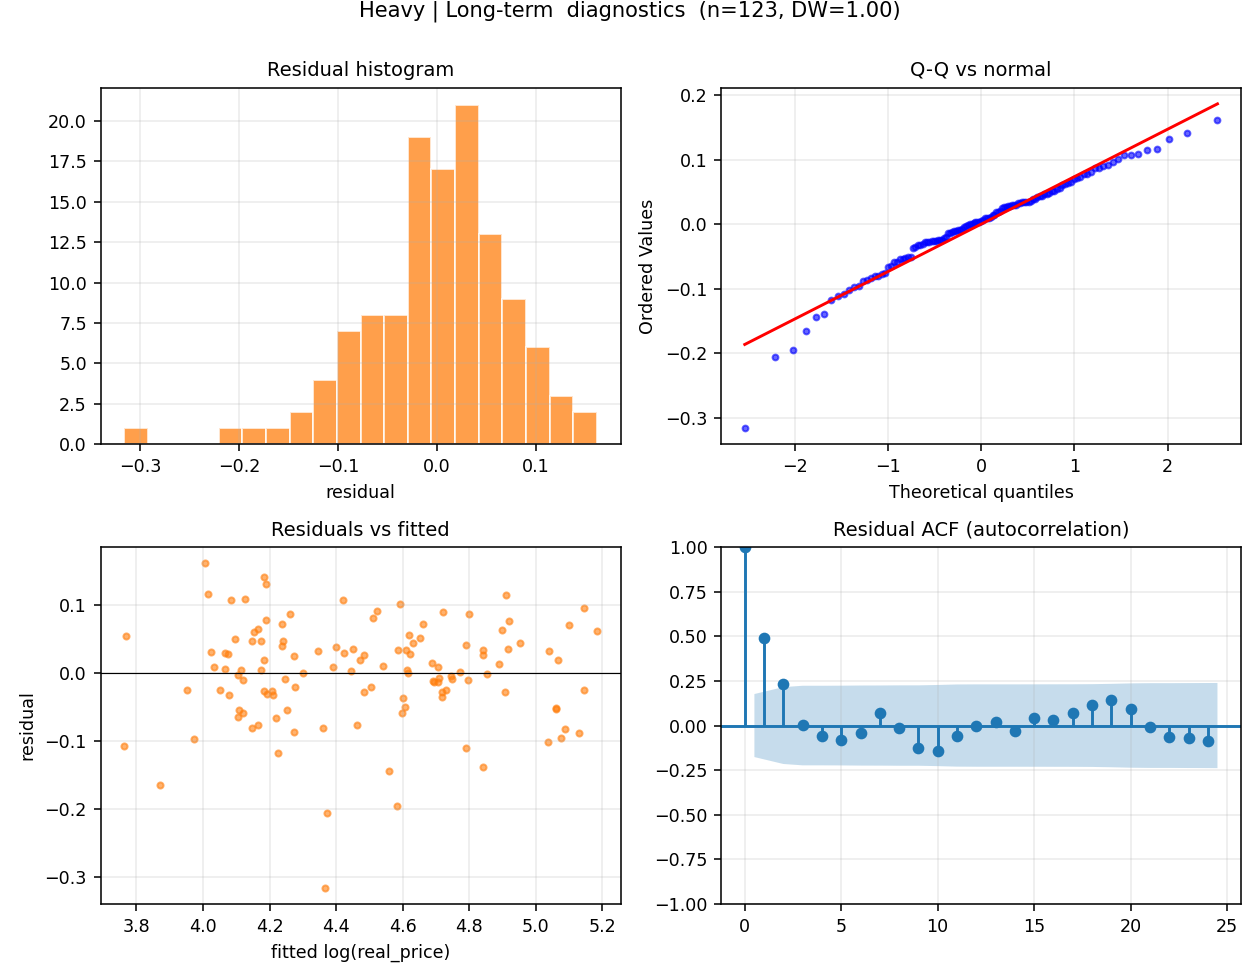 Heavy | Long-term  diagnostics  (n=123, DW=1.00)
Residual histogram
20.0
17.5
15.0
12.5
10.0
7.5
5.0
2.5
0.0
−0.3 −0.2 −0.1 0.0 0.1
residual
Q-Q vs normal
Ordered Values
0.2
0.1
0.0
−0.1
−0.2
−0.3
−2 −1 0 1 2
Theoretical quantiles
Residuals vs fitted
residual
0.1
0.0
−0.1
−0.2
−0.3
3.8 4.0 4.2 4.4 4.6 4.8 5.0 5.2
fitted log(real_price)
Residual ACF (autocorrelation)
1.00
0.75
0.50
0.25
0.00
−0.25
−0.50
−0.75
−1.00
0 5 10 15 20 25